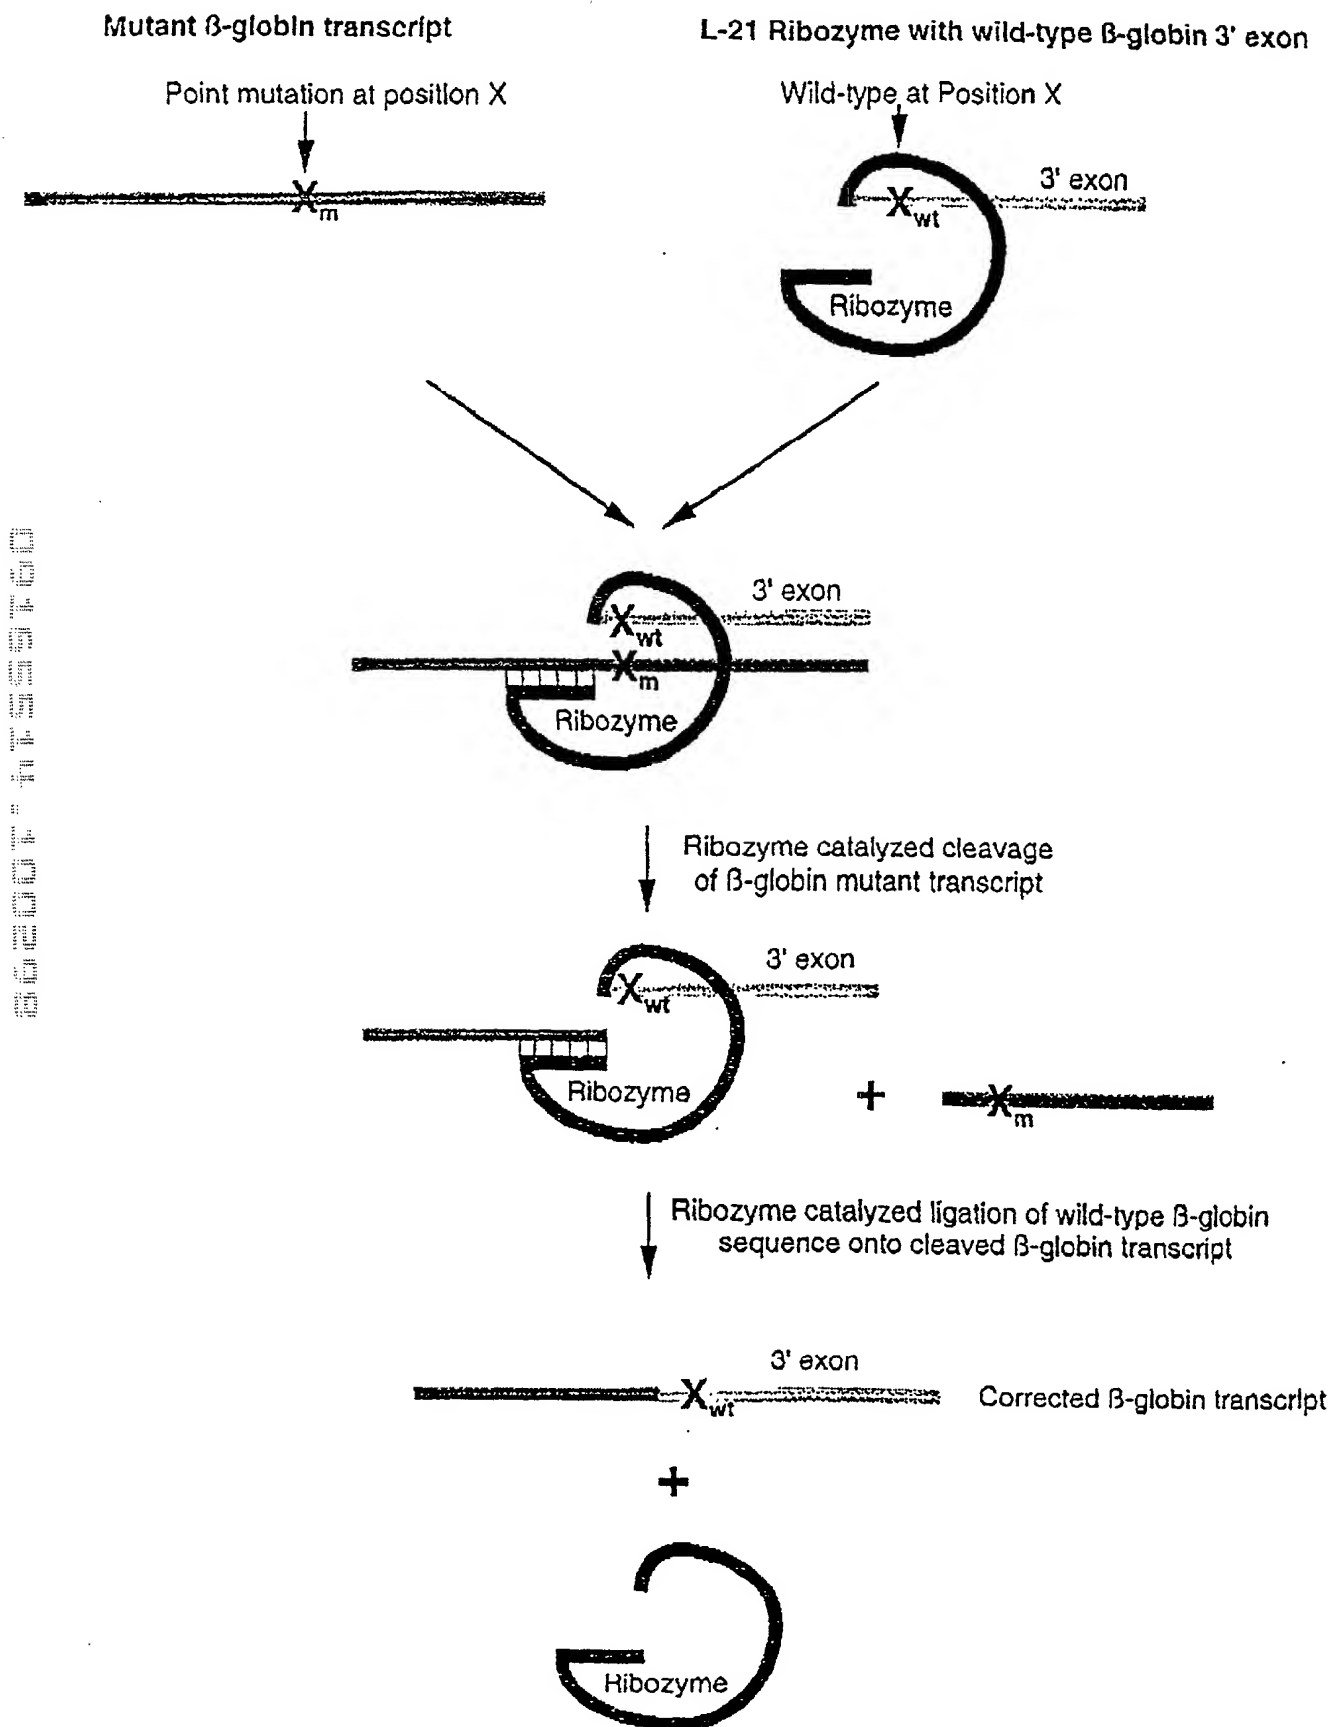 Mutant ß-globin transcript
L-21 Ribozyme with wild-type ß-globin 3' exon
Point mutation at position X
Wild-type at Position X
Xm
3' exon
Xwt
Ribozyme
3' exon
Xwt
Xm
Ribozyme
Ribozyme catalyzed cleavage
of ß-globin mutant transcript
3' exon
Xwt
Ribozyme
+
Xm
Ribozyme catalyzed ligation of wild-type ß-globin
sequence onto cleaved ß-globin transcript
3' exon
Xwt
Corrected ß-globin transcript
+
Ribozyme